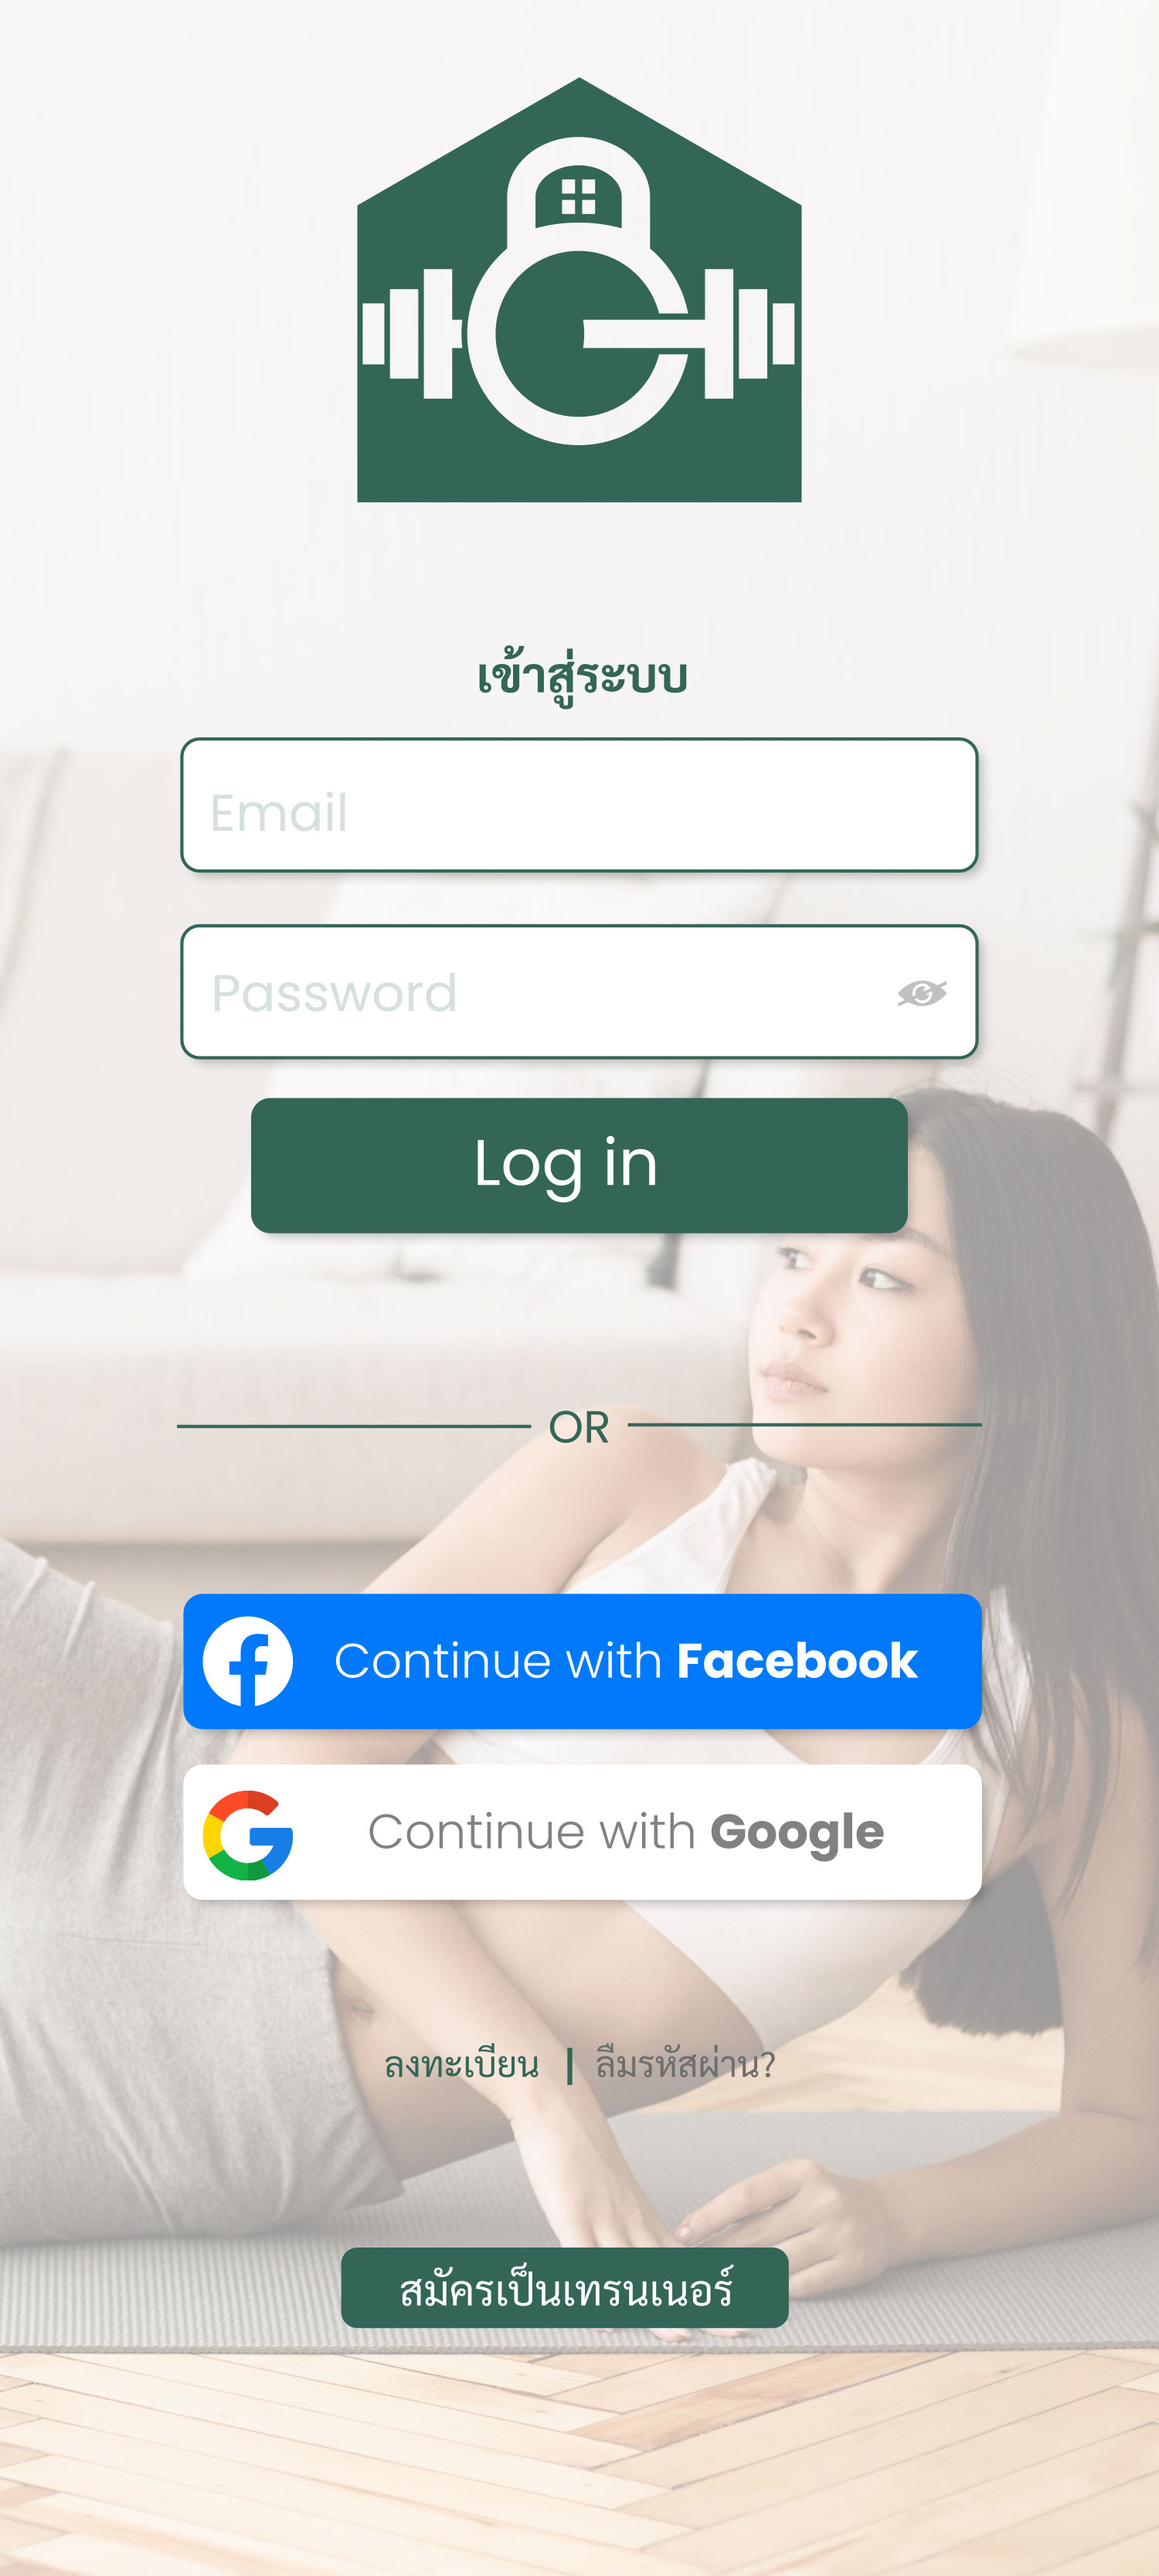 เข้าสู่ระบบ
Email
Password
Log in
OR
Continue with Facebook
Continue with Google
ลงทะเบียน | ลืมรหัสผ่าน?
สมัครเป็นเทรนเนอร์